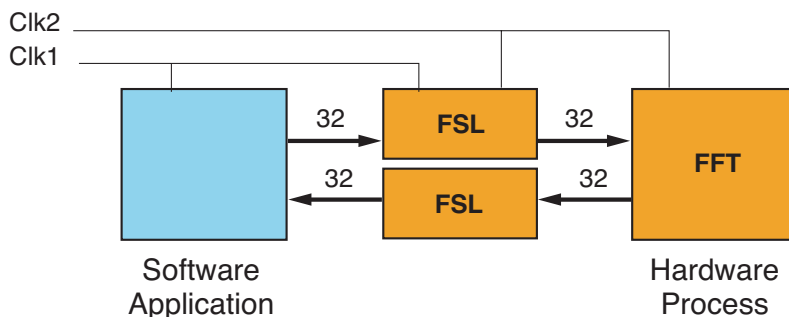 Clk2
Clk1
32
FSL
32
32
FSL
32
FFT
Software
Application
Hardware
Process